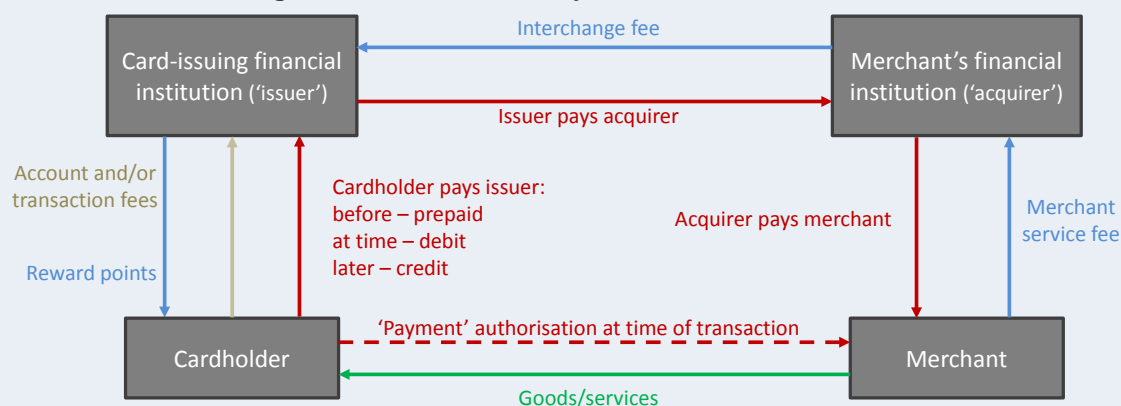 Interchange fee
Card-issuing financial
institution (‘issuer’)
Merchant’s financial
institution (‘acquirer’)
Issuer pays acquirer
Account and/or
transaction fees
Cardholder pays issuer:
before – prepaid
at time – debit
later – credit
Acquirer pays merchant
Merchant
service fee
Reward points
‘Payment’ authorisation at time of transaction
Cardholder
Merchant
Goods/services